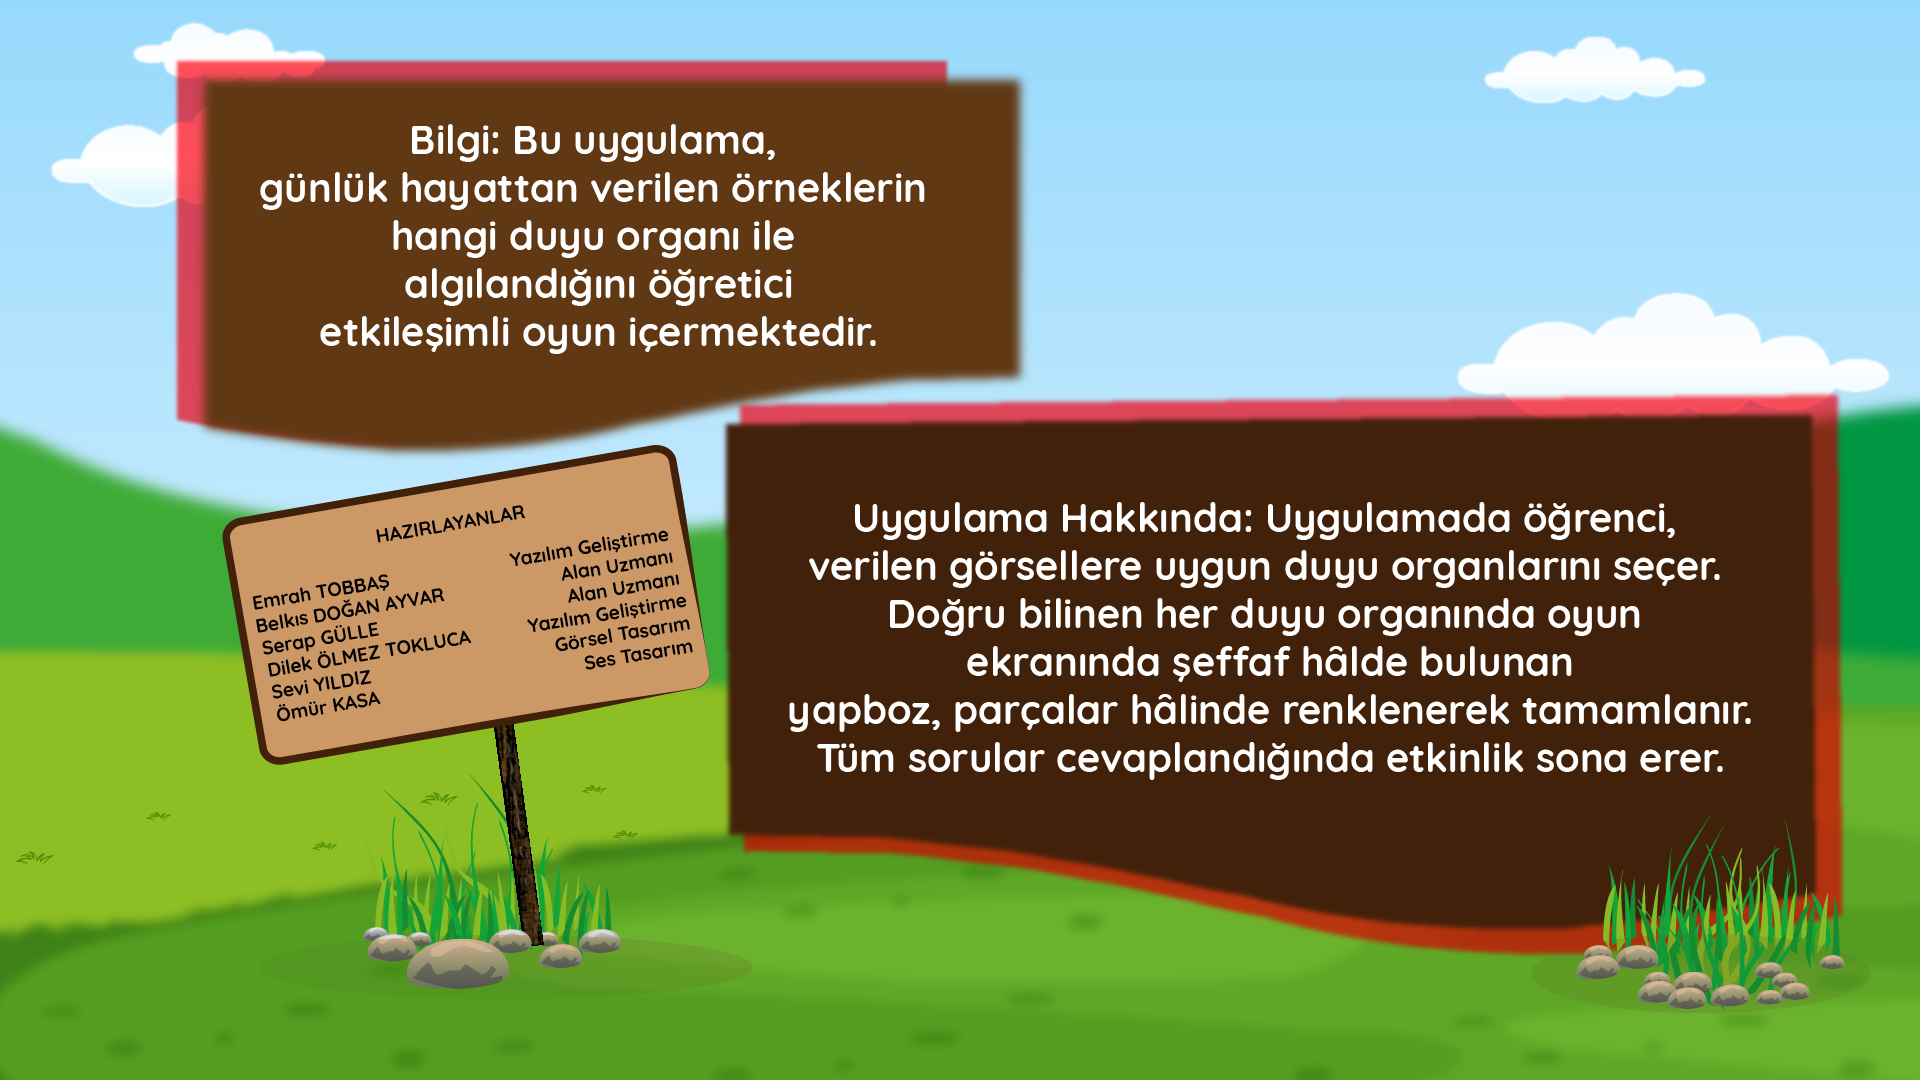 Bilgi: Bu uygulama,
günlük hayattan verilen örneklerin
hangi duyu organı ile
algılandığını öğretici
etkileşimli oyun içermektedir.
HAZIRLAYANLAR
Emrah TOBBAŞ Yazılım Geliştirme
Belkıs DOĞAN AYVAR Alan Uzmanı
Serap GÜLLE Alan Uzmanı
Dilek ÖLMEZ TOKLUCA Yazılım Geliştirme
Sevi YILDIZ Görsel Tasarım
Ömür KASA Ses Tasarım
Uygulama Hakkında: Uygulamada öğrenci,
verilen görsellere uygun duyu organlarını seçer.
Doğru bilinen her duyu organında oyun
ekranında şeffaf hâlde bulunan
yapboz, parçalar hâlinde renklenerek tamamlanır.
Tüm sorular cevaplandığında etkinlik sona erer.